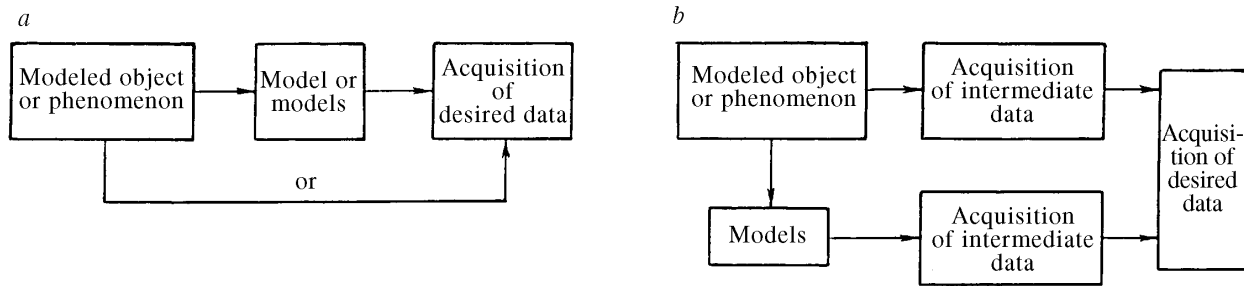 a
Modeled object
or phenomenon
Model or
models
Acquisition
of
desired data
or
b
Modeled object
or phenomenon
Acquisition
of intermediate
data
Acquisi-
tion of
desired
data
Models
Acquisition
of intermediate
data